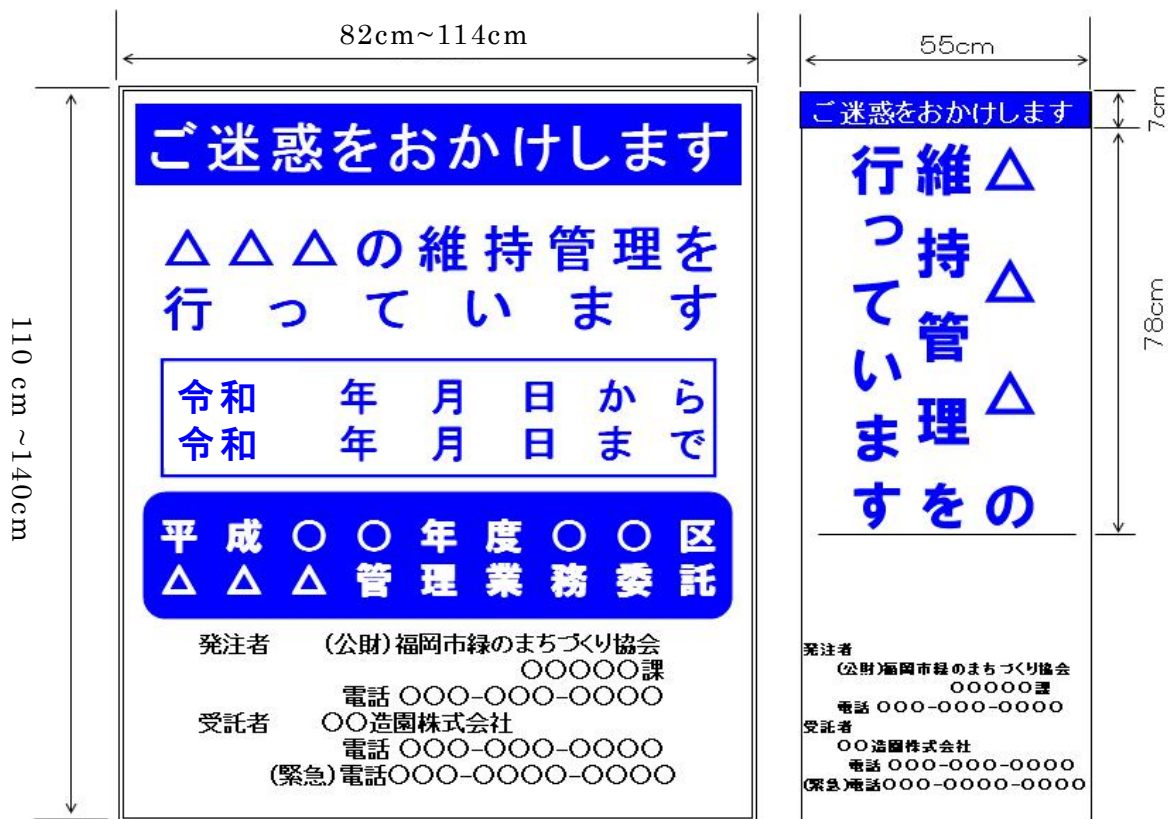 82cm~114cm
110 cm ~140cm
ご迷惑をおかけします
△△△の維持管理を
行っています
令和 年 月 日 から
令和 年 月 日 まで
平成○○年度○○区
△△△管理業務委託
発注者 (公財)福岡市緑のまちづくり協会
○○○○○課
電話 ○○○-○○○-○○○○
受託者 ○○造園株式会社
電話 ○○○-○○○-○○○○
(緊急)電話○○○-○○○○-○○○○
55cm
7cm
78cm
ご迷惑をおかけします
△△△の
維持管理を
行っています
発注者
(公財)福岡市緑のまちづくり協会
○○○○○課
電話 ○○○-○○○-○○○○
受託者
○○造園株式会社
電話 ○○○-○○○-○○○○
(緊急)電話○○○-○○○○-○○○○